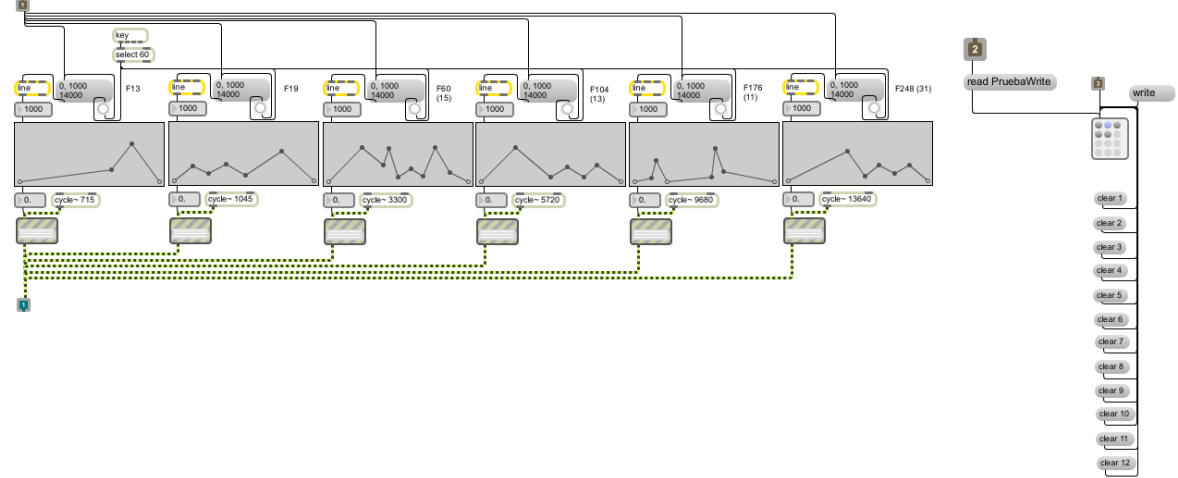 1
key
select 60
line
0, 1000
14000
F13
1000
line
0, 1000
14000
F19
1000
line
0, 1000
14000
F60
(15)
1000
line
0, 1000
14000
F104
(13)
1000
line
0, 1000
14000
F176
(11)
1000
line
0, 1000
14000
F248 (31)
1000
0.
cycle~ 715
0.
cycle~ 1045
0.
cycle~ 3300
0.
cycle~ 5720
0.
cycle~ 9680
0.
cycle~ 13640
1
2
read PruebaWrite
3
write
clear 1
clear 2
clear 3
clear 4
clear 5
clear 6
clear 7
clear 8
clear 9
clear 10
clear 11
clear 12